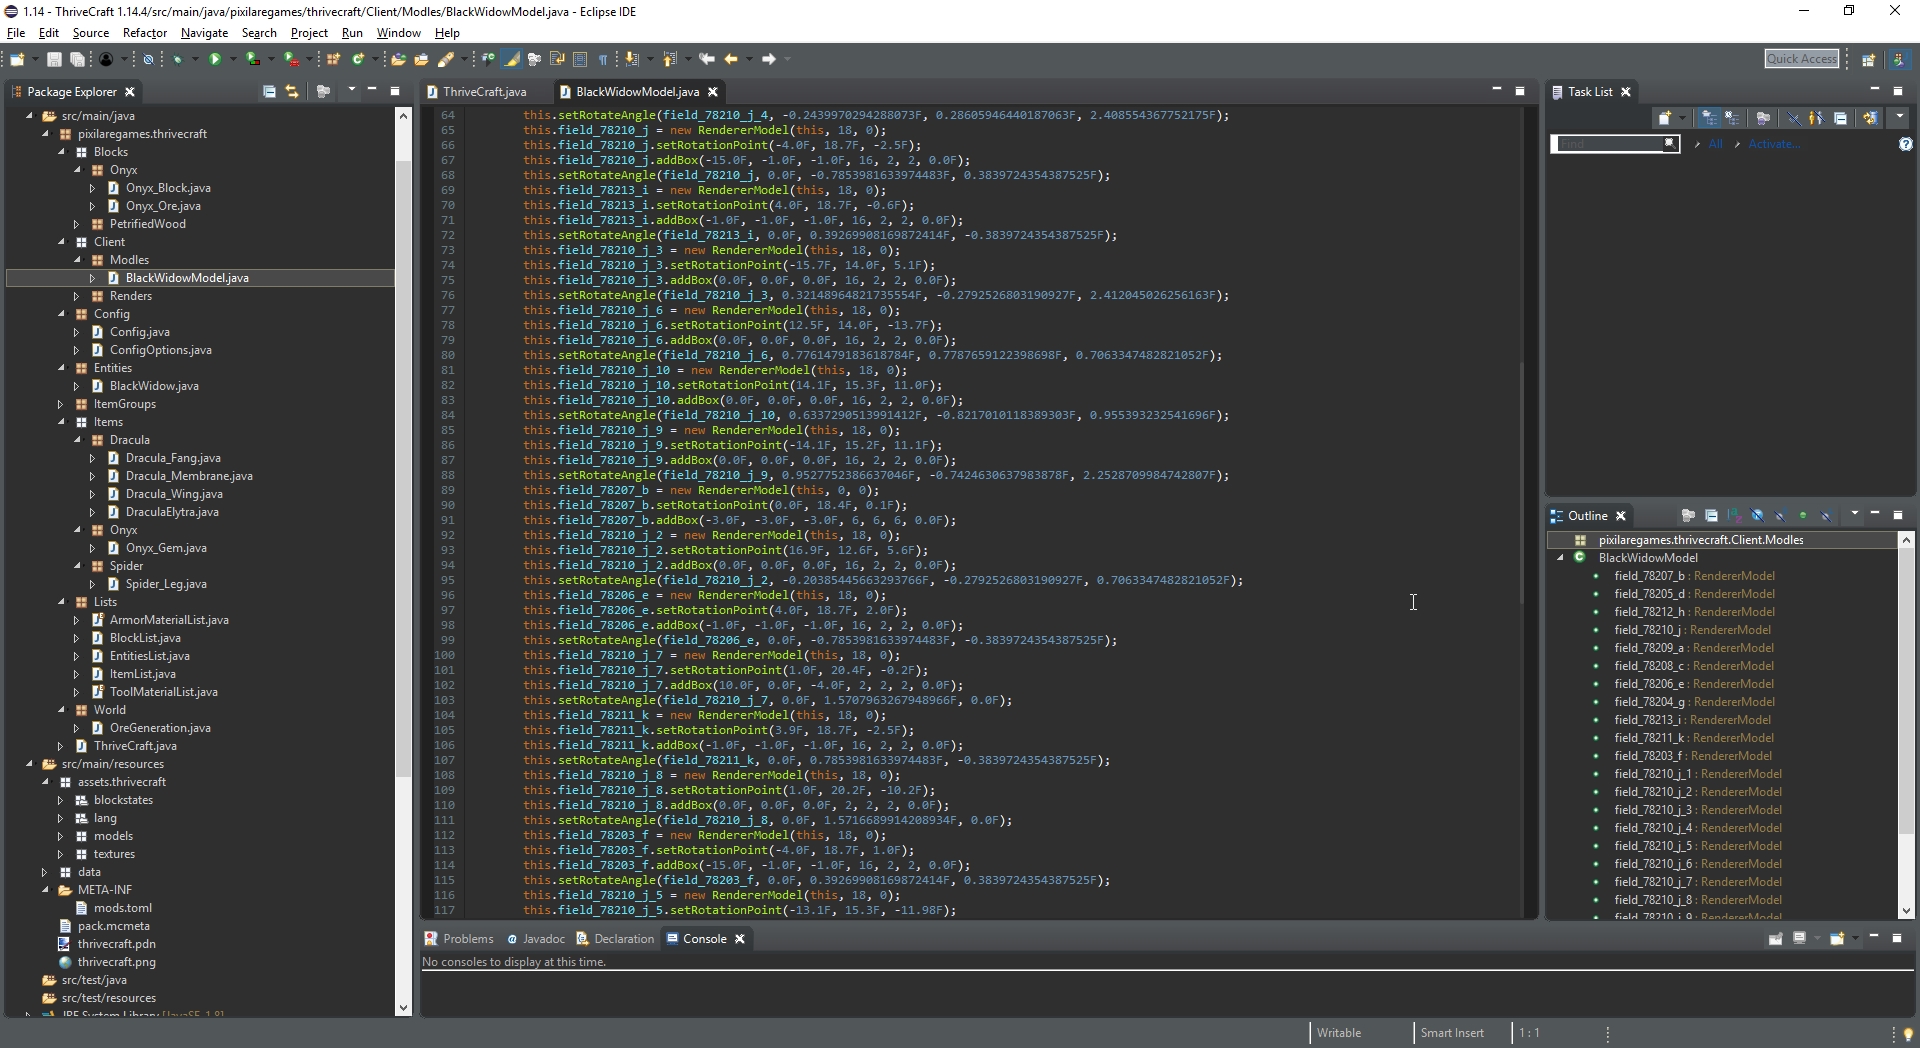 1.14 - ThriveCraft 1.14.4/src/main/java/pixilaregames/thrivecraft/Client/Modles/BlackWidowModel.java - Eclipse IDE
File Edit Source Refactor Navigate Search Project Run Window Help
Quick Access
Package Explorer
src/main/java
pixilaregames.thrivecraft
Blocks
Onyx
Onyx_Block.java
Onyx_Ore.java
PetrifiedWood
Client
Modles
BlackWidowModel.java
Renders
Config
Config.java
ConfigOptions.java
Entities
BlackWidow.java
ItemGroups
Items
Dracula
Dracula_Fang.java
Dracula_Membrane.java
Dracula_Wing.java
DraculaElytra.java
Onyx
Onyx_Gem.java
Spider
Spider_Leg.java
Lists
ArmorMaterialList.java
BlockList.java
EntitiesList.java
ItemList.java
ToolMaterialList.java
World
OreGeneration.java
ThriveCraft.java
src/main/resources
assets.thrivecraft
blockstates
lang
models
textures
data
META-INF
mods.toml
pack.mcmeta
thrivecraft.pdn
thrivecraft.png
src/test/java
src/test/resources
JRE System Library [JavaSE-1.8]
ThriveCraft.java BlackWidowModel.java
64 this.setRotateAngle(field_78210_j_4, -0.2439970294288073F, 0.28605946440187063F, 2.408554367752175F);
65 this.field_78210_j = new RendererModel(this, 18, 0);
66 this.field_78210_j.setRotationPoint(-4.0F, 18.7F, -2.5F);
67 this.field_78210_j.addBox(-15.0F, -1.0F, -1.0F, 16, 2, 2, 0.0F);
68 this.setRotateAngle(field_78210_j, 0.0F, -0.7853981633974483F, 0.3839724354387525F);
69 this.field_78213_i = new RendererModel(this, 18, 0);
70 this.field_78213_i.setRotationPoint(4.0F, 18.7F, -0.6F);
71 this.field_78213_i.addBox(-1.0F, -1.0F, -1.0F, 16, 2, 2, 0.0F);
72 this.setRotateAngle(field_78213_i, 0.0F, 0.39269908169872414F, -0.3839724354387525F);
73 this.field_78210_j_3 = new RendererModel(this, 18, 0);
74 this.field_78210_j_3.setRotationPoint(-15.7F, 14.0F, 5.1F);
75 this.field_78210_j_3.addBox(0.0F, 0.0F, 0.0F, 16, 2, 2, 0.0F);
76 this.setRotateAngle(field_78210_j_3, 0.32148964821735554F, -0.2792526803190927F, 2.412045026256163F);
77 this.field_78210_j_6 = new RendererModel(this, 18, 0);
78 this.field_78210_j_6.setRotationPoint(12.5F, 14.0F, -13.7F);
79 this.field_78210_j_6.addBox(0.0F, 0.0F, 0.0F, 16, 2, 2, 0.0F);
80 this.setRotateAngle(field_78210_j_6, 0.7761479183618784F, 0.7787659122398698F, 0.7063347482821052F);
81 this.field_78210_j_10 = new RendererModel(this, 18, 0);
82 this.field_78210_j_10.setRotationPoint(14.1F, 15.3F, 11.0F);
83 this.field_78210_j_10.addBox(0.0F, 0.0F, 0.0F, 16, 2, 2, 0.0F);
84 this.setRotateAngle(field_78210_j_10, 0.6337290513991412F, -0.8217010118389303F, 0.955393232541696F);
85 this.field_78210_j_9 = new RendererModel(this, 18, 0);
86 this.field_78210_j_9.setRotationPoint(-14.1F, 15.2F, 11.1F);
87 this.field_78210_j_9.addBox(0.0F, 0.0F, 0.0F, 16, 2, 2, 0.0F);
88 this.setRotateAngle(field_78210_j_9, 0.9527752386637046F, -0.7424630637983878F, 2.2528709984742807F);
89 this.field_78207_b = new RendererModel(this, 0, 0);
90 this.field_78207_b.setRotationPoint(0.0F, 18.4F, 0.1F);
91 this.field_78207_b.addBox(-3.0F, -3.0F, -3.0F, 6, 6, 6, 0.0F);
92 this.field_78210_j_2 = new RendererModel(this, 18, 0);
93 this.field_78210_j_2.setRotationPoint(16.9F, 12.6F, 5.6F);
94 this.field_78210_j_2.addBox(0.0F, 0.0F, 0.0F, 16, 2, 2, 0.0F);
95 this.setRotateAngle(field_78210_j_2, -0.20385445663293766F, -0.2792526803190927F, 0.7063347482821052F);
96 this.field_78206_e = new RendererModel(this, 18, 0);
97 this.field_78206_e.setRotationPoint(4.0F, 18.7F, 2.0F);
98 this.field_78206_e.addBox(-1.0F, -1.0F, -1.0F, 16, 2, 2, 0.0F);
99 this.setRotateAngle(field_78206_e, 0.0F, -0.7853981633974483F, -0.3839724354387525F);
100 this.field_78210_j_7 = new RendererModel(this, 18, 0);
101 this.field_78210_j_7.setRotationPoint(1.0F, 20.4F, -0.2F);
102 this.field_78210_j_7.addBox(10.0F, 0.0F, -4.0F, 2, 2, 2, 0.0F);
103 this.setRotateAngle(field_78210_j_7, 0.0F, 1.5707963267948966F, 0.0F);
104 this.field_78211_k = new RendererModel(this, 18, 0);
105 this.field_78211_k.setRotationPoint(3.9F, 18.7F, -2.5F);
106 this.field_78211_k.addBox(-1.0F, -1.0F, -1.0F, 16, 2, 2, 0.0F);
107 this.setRotateAngle(field_78211_k, 0.0F, 0.7853981633974483F, -0.3839724354387525F);
108 this.field_78210_j_8 = new RendererModel(this, 18, 0);
109 this.field_78210_j_8.setRotationPoint(1.0F, 20.2F, -10.2F);
110 this.field_78210_j_8.addBox(0.0F, 0.0F, 0.0F, 2, 2, 2, 0.0F);
111 this.setRotateAngle(field_78210_j_8, 0.0F, 1.5716689914208934F, 0.0F);
112 this.field_78203_f = new RendererModel(this, 18, 0);
113 this.field_78203_f.setRotationPoint(-4.0F, 18.7F, 1.0F);
114 this.field_78203_f.addBox(-15.0F, -1.0F, -1.0F, 16, 2, 2, 0.0F);
115 this.setRotateAngle(field_78203_f, 0.0F, 0.39269908169872414F, 0.3839724354387525F);
116 this.field_78210_j_5 = new RendererModel(this, 18, 0);
117 this.field_78210_j_5.setRotationPoint(-13.1F, 15.3F, -11.98F);
Problems Javadoc Declaration Console
No consoles to display at this time.
Task List
Find All Activate...
Outline
pixilaregames.thrivecraft.Client.Modles
BlackWidowModel
field_78207_b : RendererModel
field_78205_d : RendererModel
field_78212_h : RendererModel
field_78210_j : RendererModel
field_78209_a : RendererModel
field_78208_c : RendererModel
field_78206_e : RendererModel
field_78204_g : RendererModel
field_78213_i : RendererModel
field_78211_k : RendererModel
field_78203_f : RendererModel
field_78210_j_1 : RendererModel
field_78210_j_2 : RendererModel
field_78210_j_3 : RendererModel
field_78210_j_4 : RendererModel
field_78210_j_5 : RendererModel
field_78210_j_6 : RendererModel
field_78210_j_7 : RendererModel
field_78210_j_8 : RendererModel
field_78210_j_9 : RendererModel
Writable Smart Insert 1 : 1